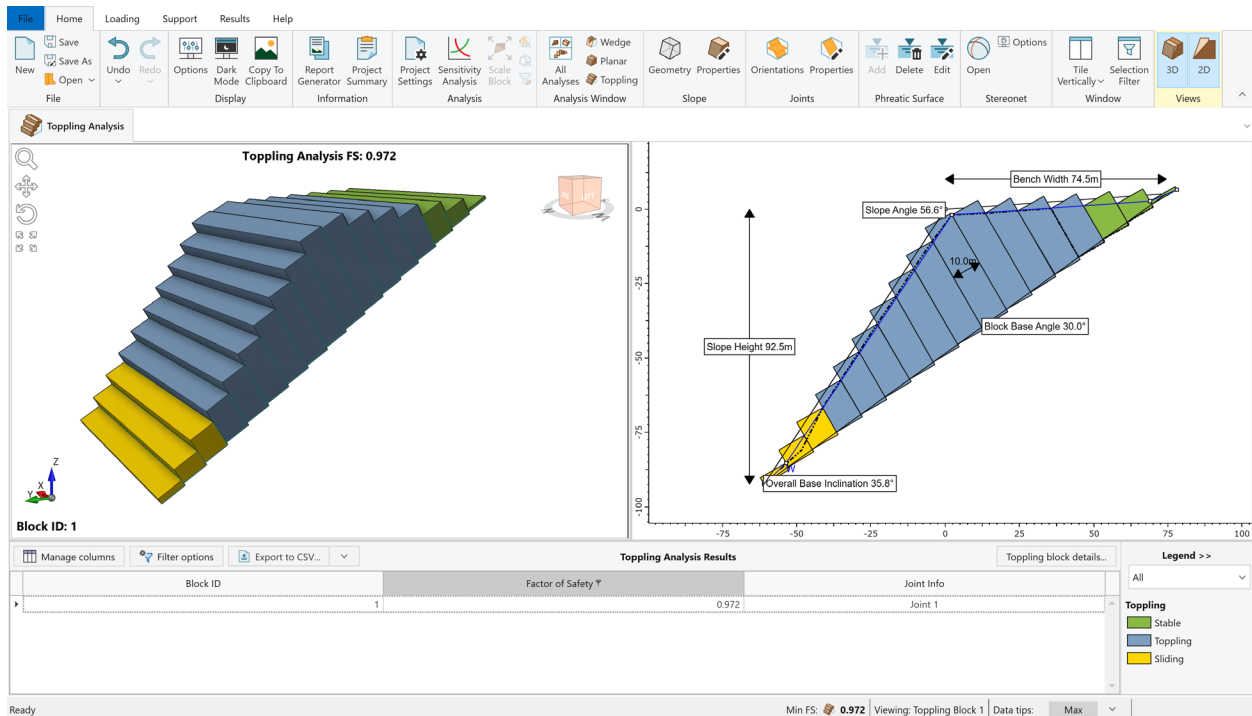 File Home Loading Support Results Help
Save
Save As
New Open
Undo Redo
Options Dark Mode Copy To Clipboard
Report Generator Project Summary
Project Settings Sensitivity Analysis Scale Block
All Analyses Wedge
Planar
Toppling
Geometry Properties
Orientations Properties
Add Delete Edit
Open Options
Tile Vertically Selection Filter
3D 2D
File Display Information Analysis Analysis Window Slope Joints Phreatic Surface Stereonet Window Views
Toppling Analysis
Toppling Analysis FS: 0.972
LEFT
Z
X
Y
Block ID: 1
Bench Width 74.5m
Slope Angle 56.6°
10.0m
Block Base Angle 30.0°
Slope Height 92.5m
W
Overall Base Inclination 35.8°
0
-25
-50
-75
-100
-75 -50 -25 0 25 50 75 100
Manage columns Filter options Export to CSV... Toppling Analysis Results Toppling block details...
Block ID Factor of Safety Joint Info
1 0.972 Joint 1
Legend >>
All
Toppling
Stable
Toppling
Sliding
Ready Min FS: 0.972 Viewing: Toppling Block 1 Data tips: Max